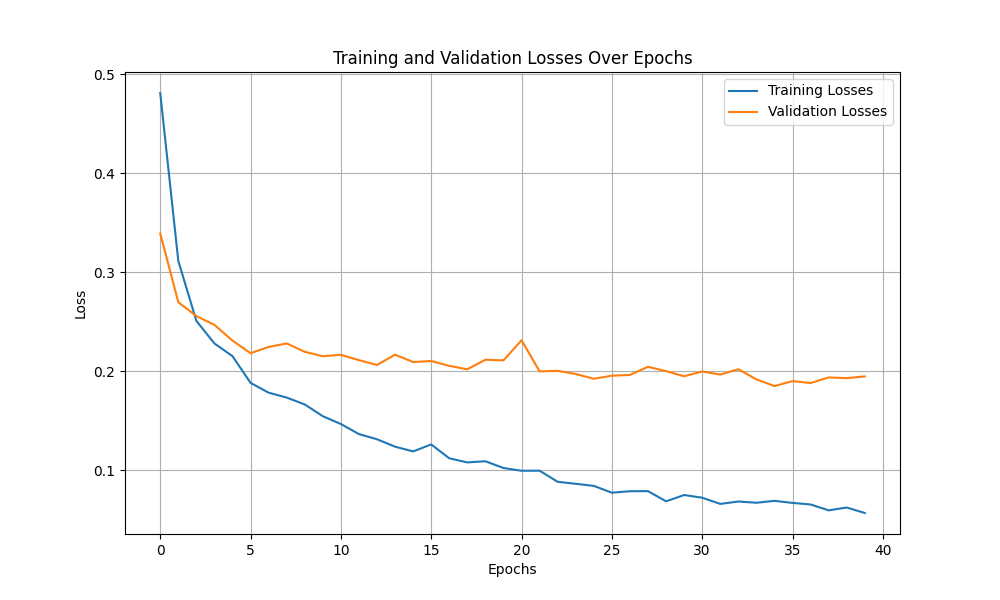 Training and Validation Losses Over Epochs
Training Losses
Validation Losses
0.5
0.4
0.3
0.2
0.1
Loss
0 5 10 15 20 25 30 35 40
Epochs